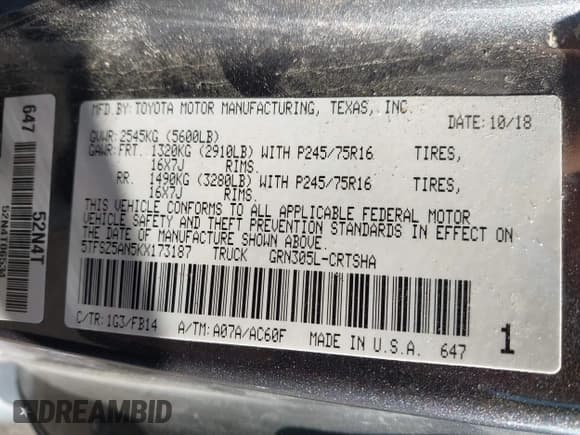 MFD.BY:TOYOTA MOTOR MANUFACTURING, TEXAS, INC.
DATE:10/18
GVWR:2545KG (5600LB)
GAWR:FRT. 1320KG (2910LB) WITH P245/75R16 TIRES,
16X7J RIMS.
RR. 1490KG (3280LB) WITH P245/75R16 TIRES,
16X7J RIMS.
THIS VEHICLE CONFORMS TO ALL APPLICABLE FEDERAL MOTOR
VEHICLE SAFETY AND THEFT PREVENTION STANDARDS IN EFFECT ON
THE DATE OF MANUFACTURE SHOWN ABOVE.
5TFSZ5AN5KX173187 TRUCK GRN305L-CRTSHA
C/TR:1G3/FB14 A/TM:A07A/AC60F MADE IN U.S.A. 647 1
647
52N4T
DREAMBID